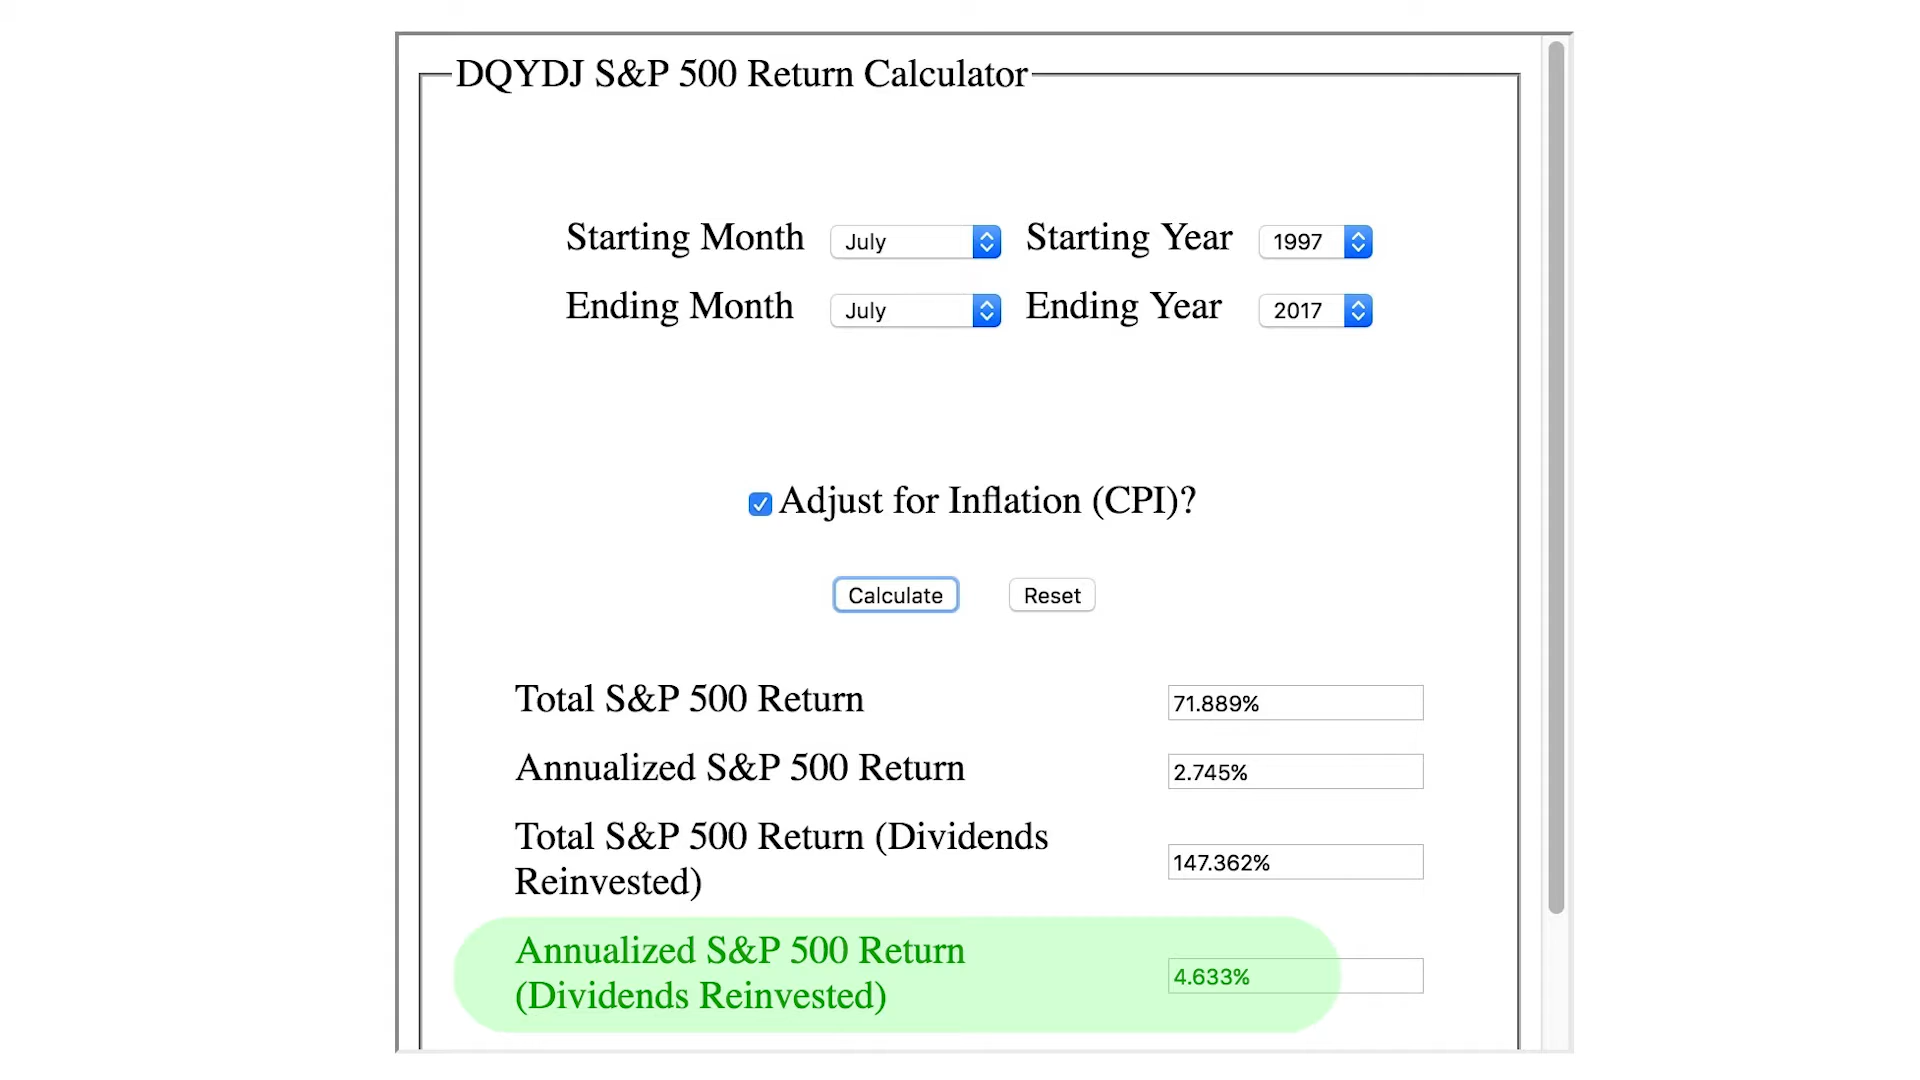 DQYDJ S&P 500 Return Calculator
Starting Month July Starting Year 1997
Ending Month July Ending Year 2017
Adjust for Inflation (CPI)?
Calculate Reset
Total S&P 500 Return 71.889%
Annualized S&P 500 Return 2.745%
Total S&P 500 Return (Dividends
Reinvested) 147.362%
Annualized S&P 500 Return
(Dividends Reinvested) 4.633%